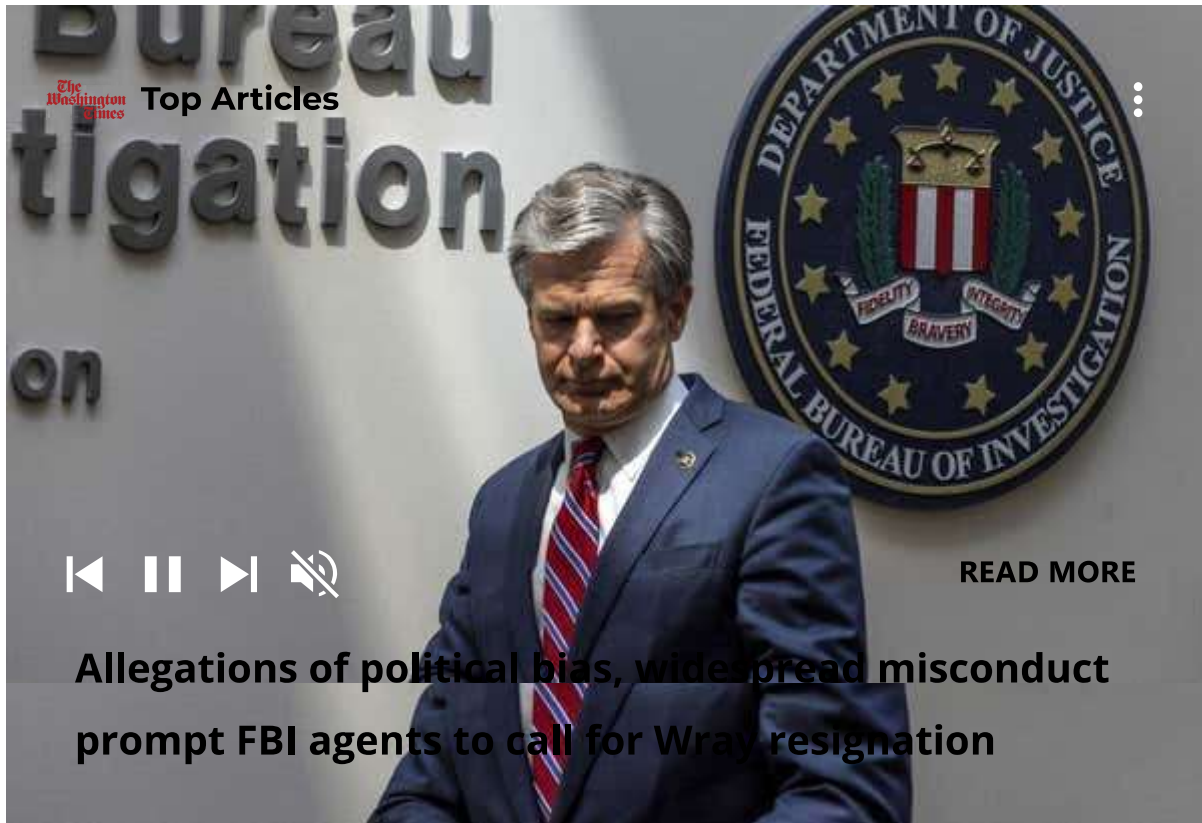 Bureau
tigation
on
The
Washington
Times
Top Articles
DEPARTMENT OF JUSTICE
FEDERAL BUREAU OF INVESTIGATION
FIDELITY
BRAVERY
INTEGRITY
READ MORE
Allegations of political bias, widespread misconduct
prompt FBI agents to call for Wray resignation